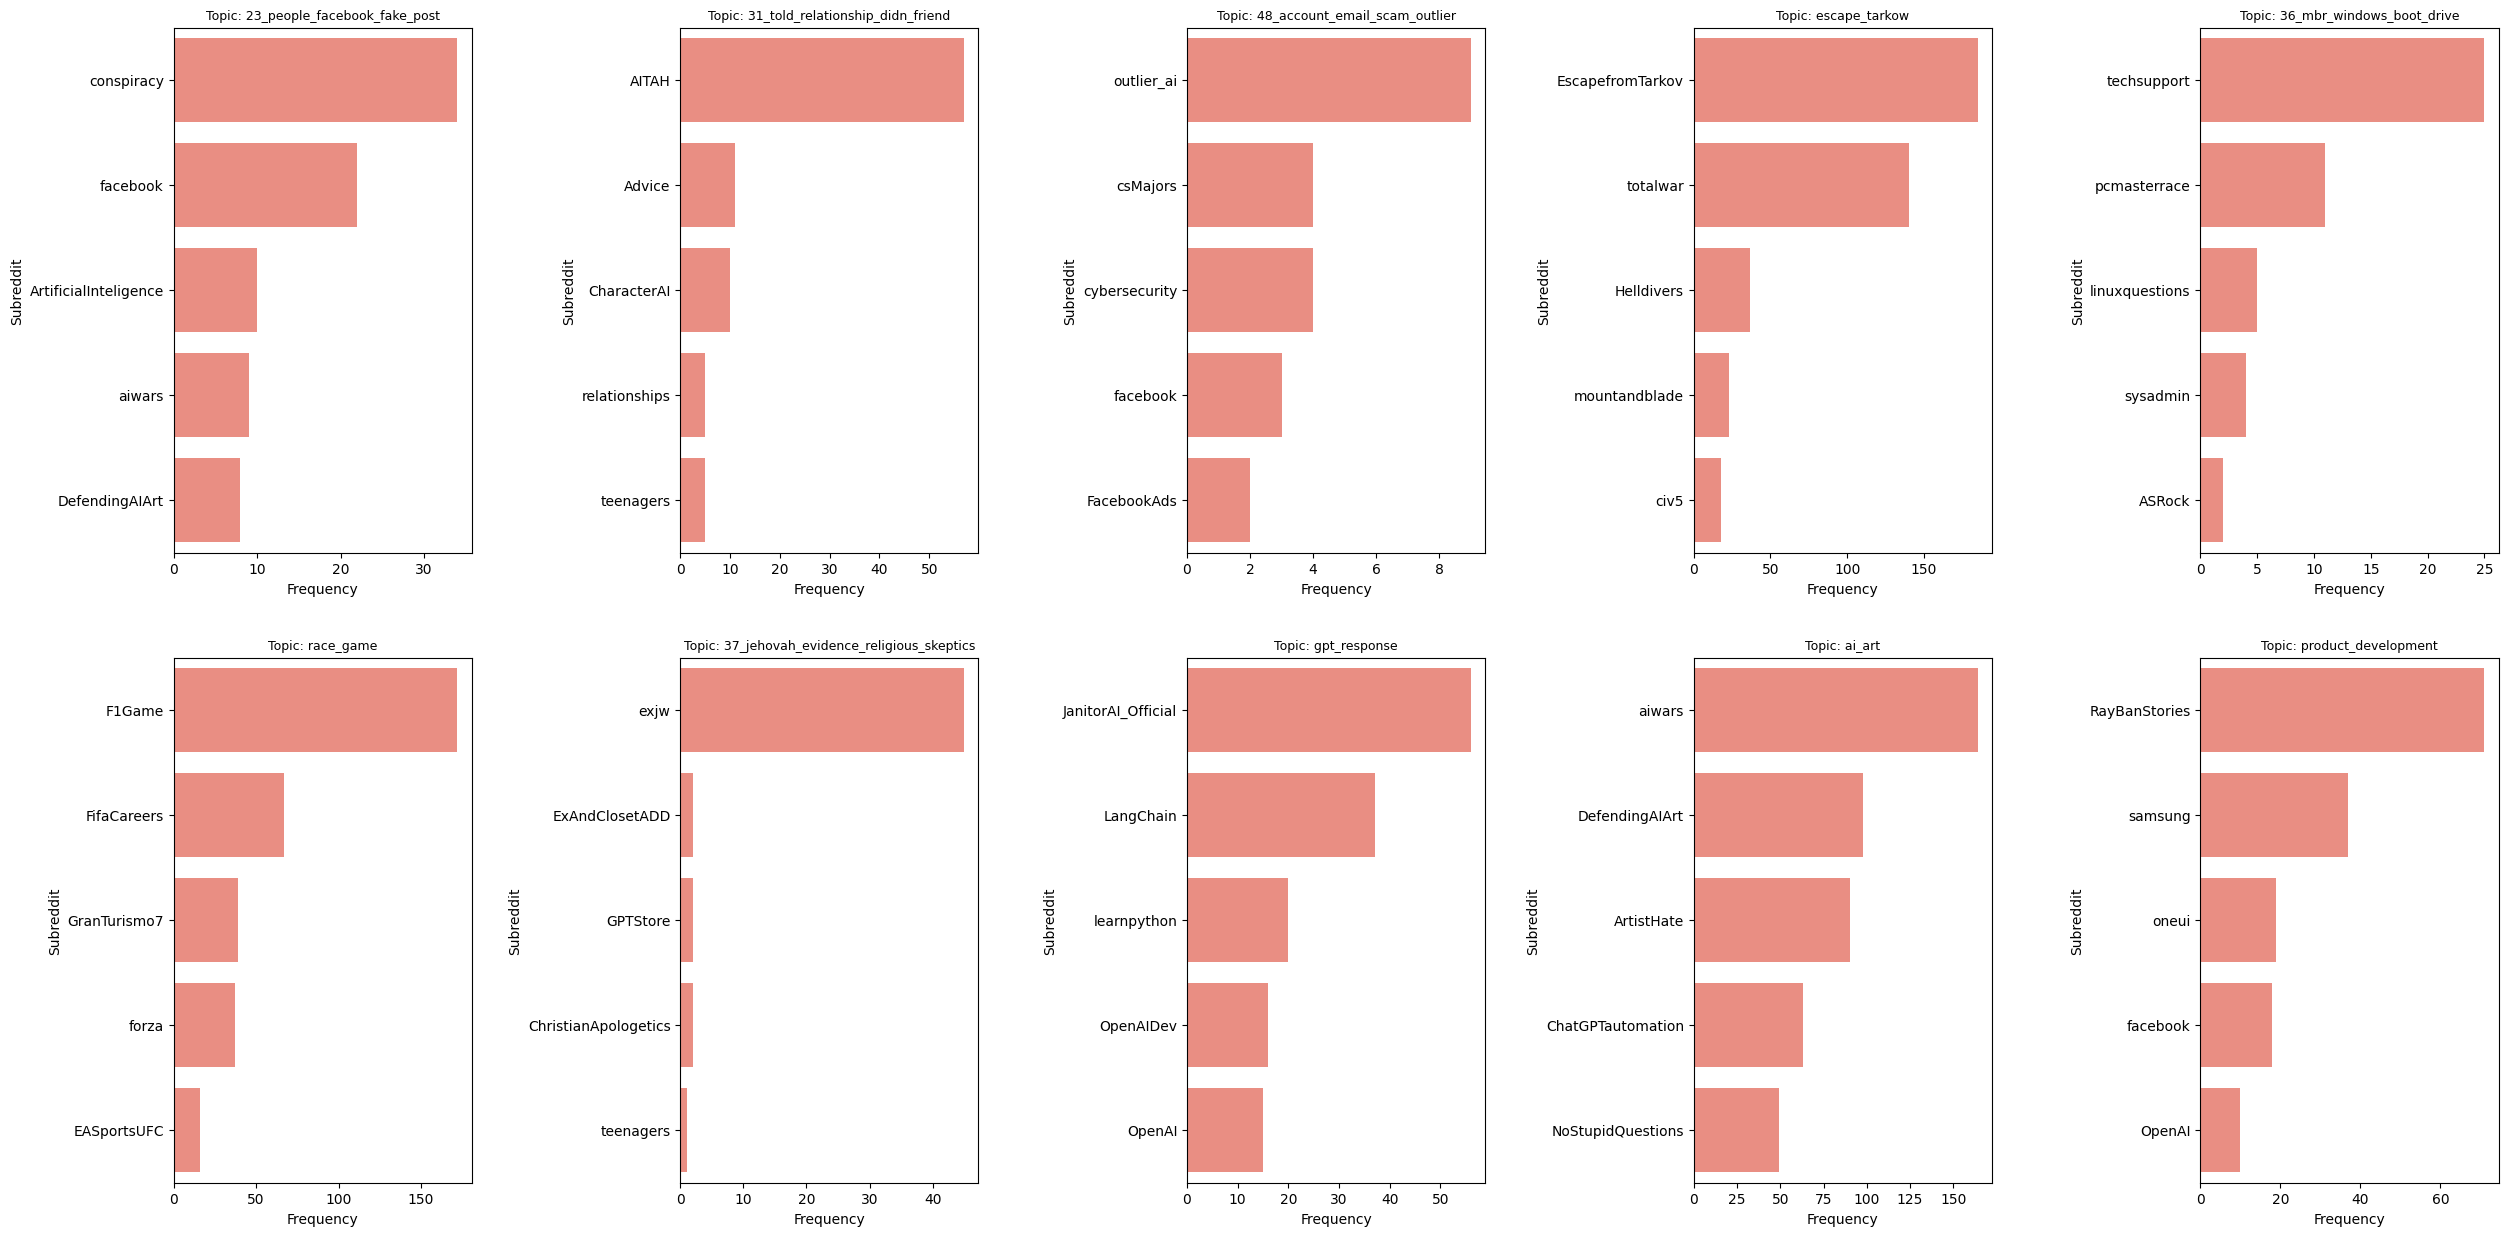 Topic: 23_people_facebook_fake_post
conspiracy
facebook
ArtificialInteligence
aiwars
DefendingAIArt
Subreddit
0 10 20 30
Frequency
Topic: 31_told_relationship_didn_friend
AITAH
Advice
CharacterAI
relationships
teenagers
Subreddit
0 10 20 30 40 50
Frequency
Topic: 48_account_email_scam_outlier
outlier_ai
csMajors
cybersecurity
facebook
FacebookAds
Subreddit
0 2 4 6 8
Frequency
Topic: escape_tarkow
EscapefromTarkov
totalwar
Helldivers
mountandblade
civ5
Subreddit
0 50 100 150
Frequency
Topic: 36_mbr_windows_boot_drive
techsupport
pcmasterrace
linuxquestions
sysadmin
ASRock
Subreddit
0 5 10 15 20 25
Frequency
Topic: race_game
F1Game
FifaCareers
GranTurismo7
forza
EASportsUFC
Subreddit
0 50 100 150
Frequency
Topic: 37_jehovah_evidence_religious_skeptics
exjw
ExAndClosetADD
GPTStore
ChristianApologetics
teenagers
Subreddit
0 10 20 30 40
Frequency
Topic: gpt_response
JanitorAI_Official
LangChain
learnpython
OpenAIDev
OpenAI
Subreddit
0 10 20 30 40 50
Frequency
Topic: ai_art
aiwars
DefendingAIArt
ArtistHate
ChatGPTautomation
NoStupidQuestions
Subreddit
0 25 50 75 100 125 150
Frequency
Topic: product_development
RayBanStories
samsung
oneui
facebook
OpenAI
Subreddit
0 20 40 60
Frequency